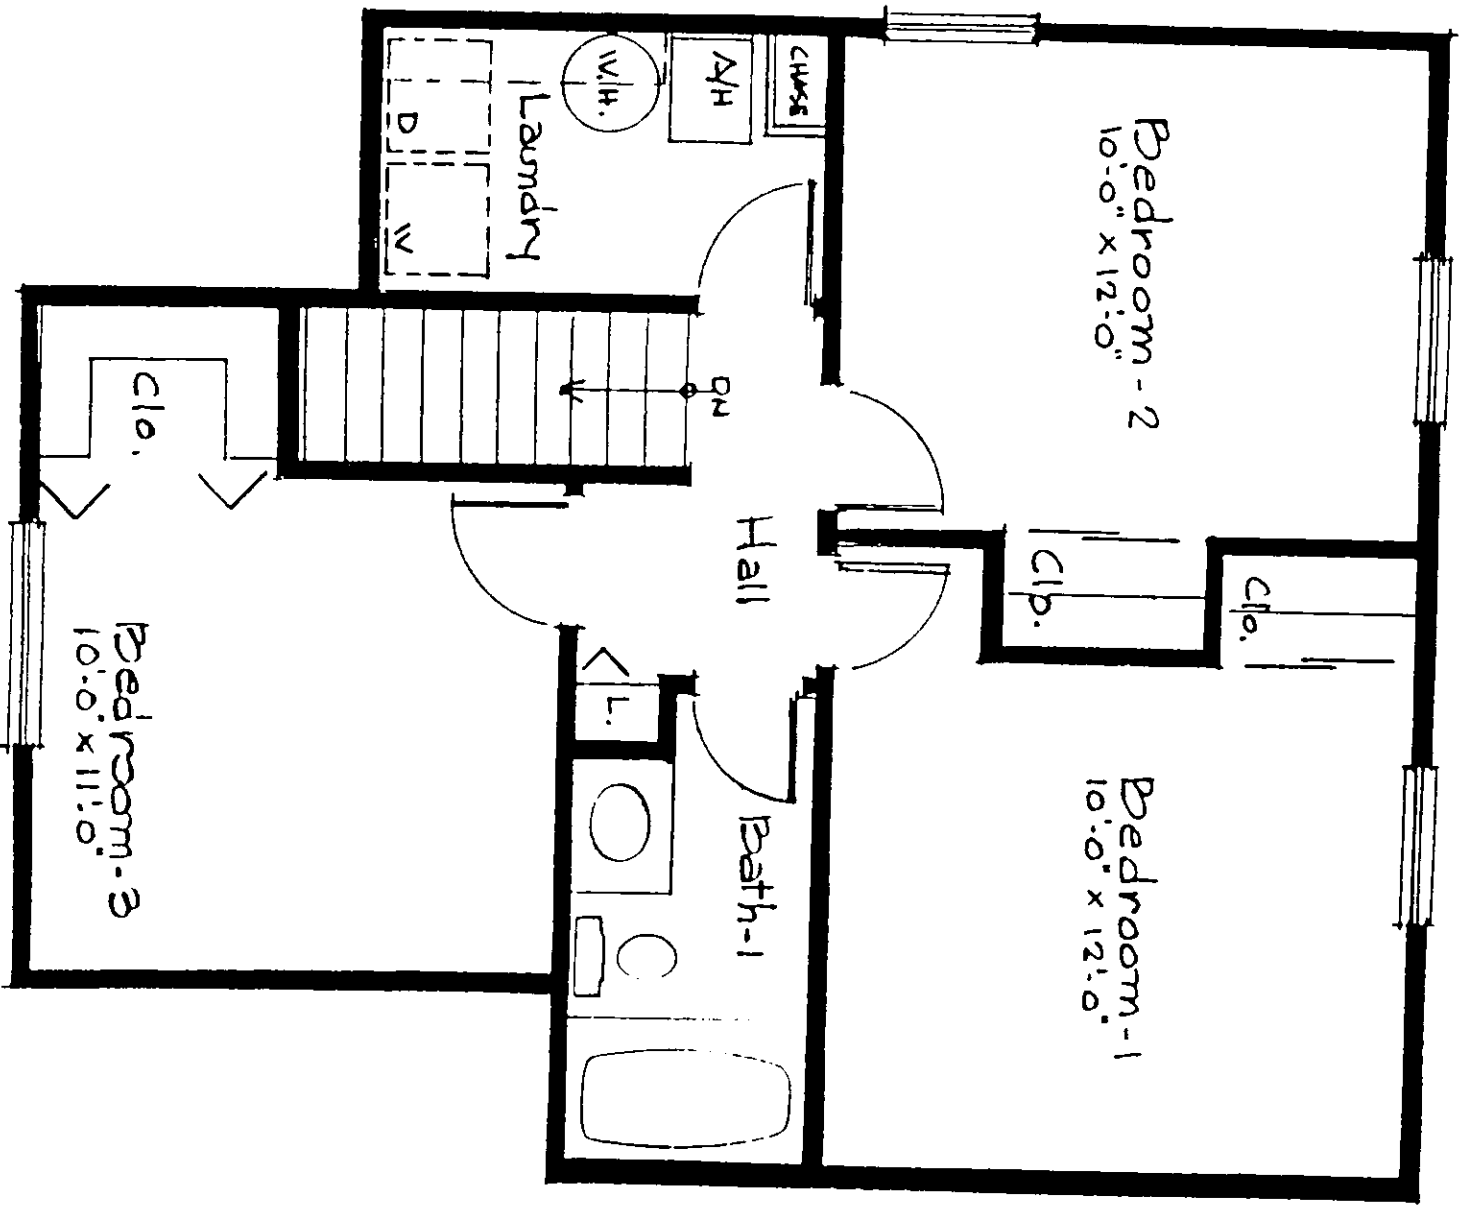 Bedroom-2
10'-0" x 12'-0"
CHASE
A/H
W.H.
Laundry
D
W
DN
Clo.
Clo.
Clo.
Hall
L.
Bath-1
Bedroom-1
10'-0" x 12'-0"
Bedroom-3
10'-0" x 11'-0"